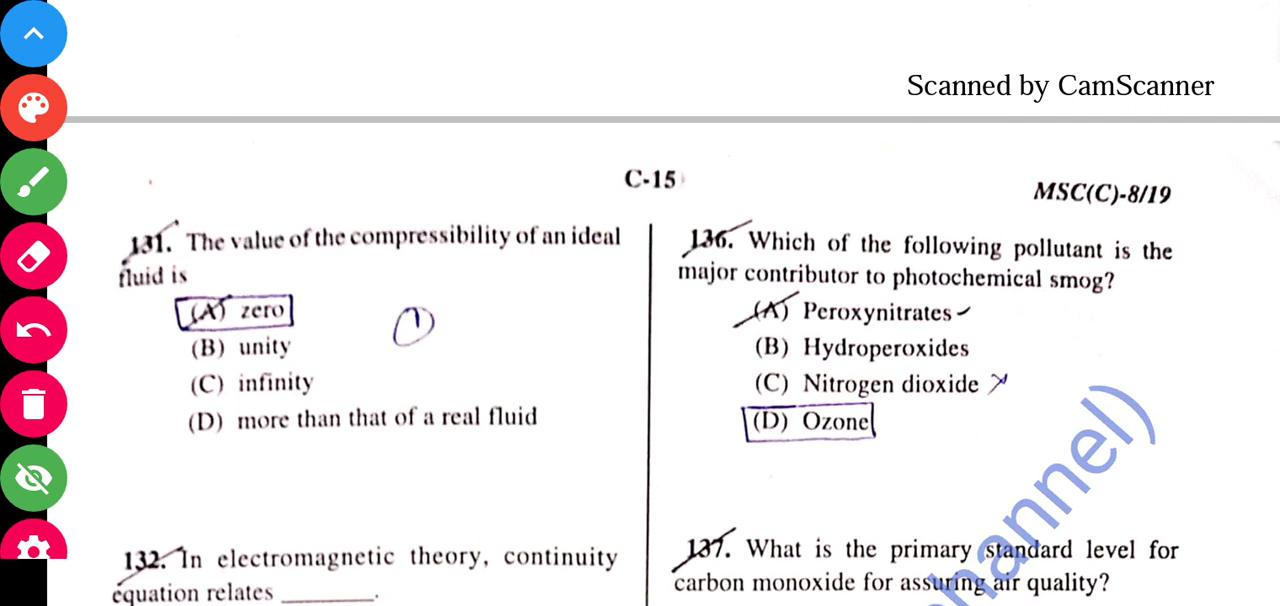 Scanned by CamScanner
C-15
MSC(C)-8/19
131. The value of the compressibility of an ideal
fluid is
(A) zero
(B) unity
(C) infinity
(D) more than that of a real fluid
1
132. In electromagnetic theory, continuity
equation relates ________.
136. Which of the following pollutant is the
major contributor to photochemical smog?
(A) Peroxynitrates
(B) Hydroperoxides
(C) Nitrogen dioxide
(D) Ozone
137. What is the primary standard level for
carbon monoxide for assuring air quality?
hannel)